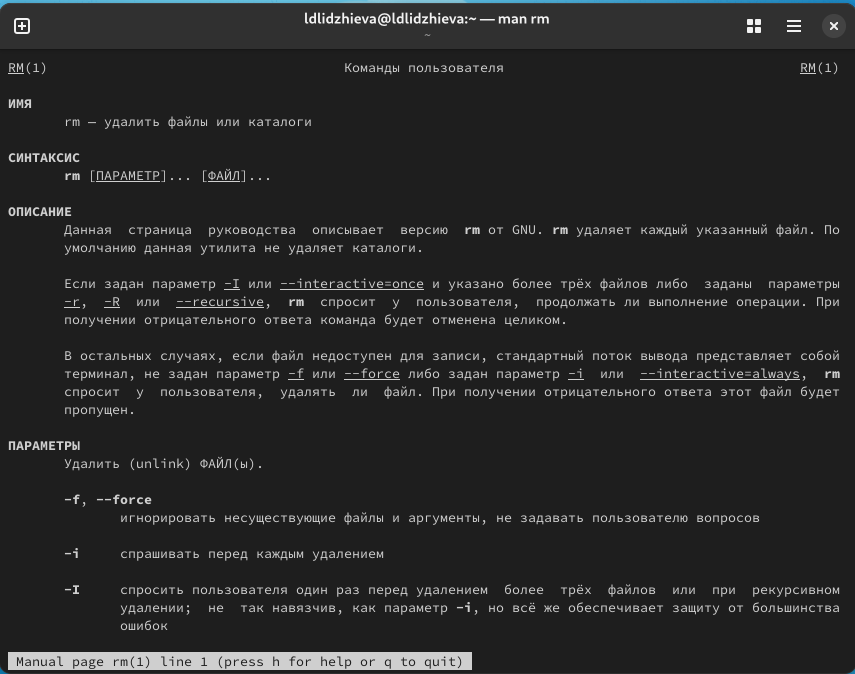 ldlidzhieva@ldlidzhieva:~ — man rm
~
RM(1) Команды пользователя RM(1)
ИМЯ
rm – удалить файлы или каталоги
СИНТАКСИС
rm [ПАРАМЕТР]... [ФАЙЛ]...
ОПИСАНИЕ
Данная страница руководства описывает версию rm от GNU. rm удаляет каждый указанный файл. По
умолчанию данная утилита не удаляет каталоги.
Если задан параметр -I или --interactive=once и указано более трёх файлов либо заданы параметры
-r, -R или --recursive, rm спросит у пользователя, продолжать ли выполнение операции. При
получении отрицательного ответа команда будет отменена целиком.
В остальных случаях, если файл недоступен для записи, стандартный поток вывода представляет собой
терминал, не задан параметр -f или --force либо задан параметр -i или --interactive=always, rm
спросит у пользователя, удалять ли файл. При получении отрицательного ответа этот файл будет
пропущен.
ПАРАМЕТРЫ
Удалить (unlink) ФАЙЛ(ы).
-f, --force
игнорировать несуществующие файлы и аргументы, не задавать пользователю вопросов
-i спрашивать перед каждым удалением
-I спросить пользователя один раз перед удалением более трёх файлов или при рекурсивном
удалении; не так навязчив, как параметр -i, но всё же обеспечивает защиту от большинства
ошибок
Manual page rm(1) line 1 (press h for help or q to quit)